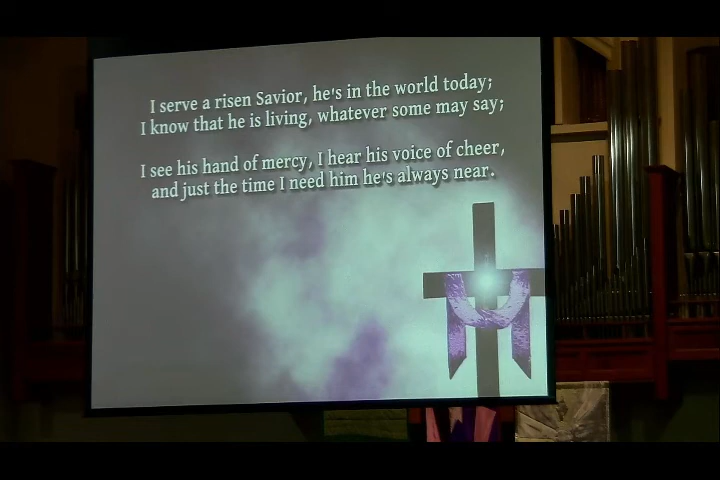 I serve a risen Savior, he's in the world today;
I know that he is living, whatever some may say;
I see his hand of mercy, I hear his voice of cheer,
and just the time I need him he's always near.